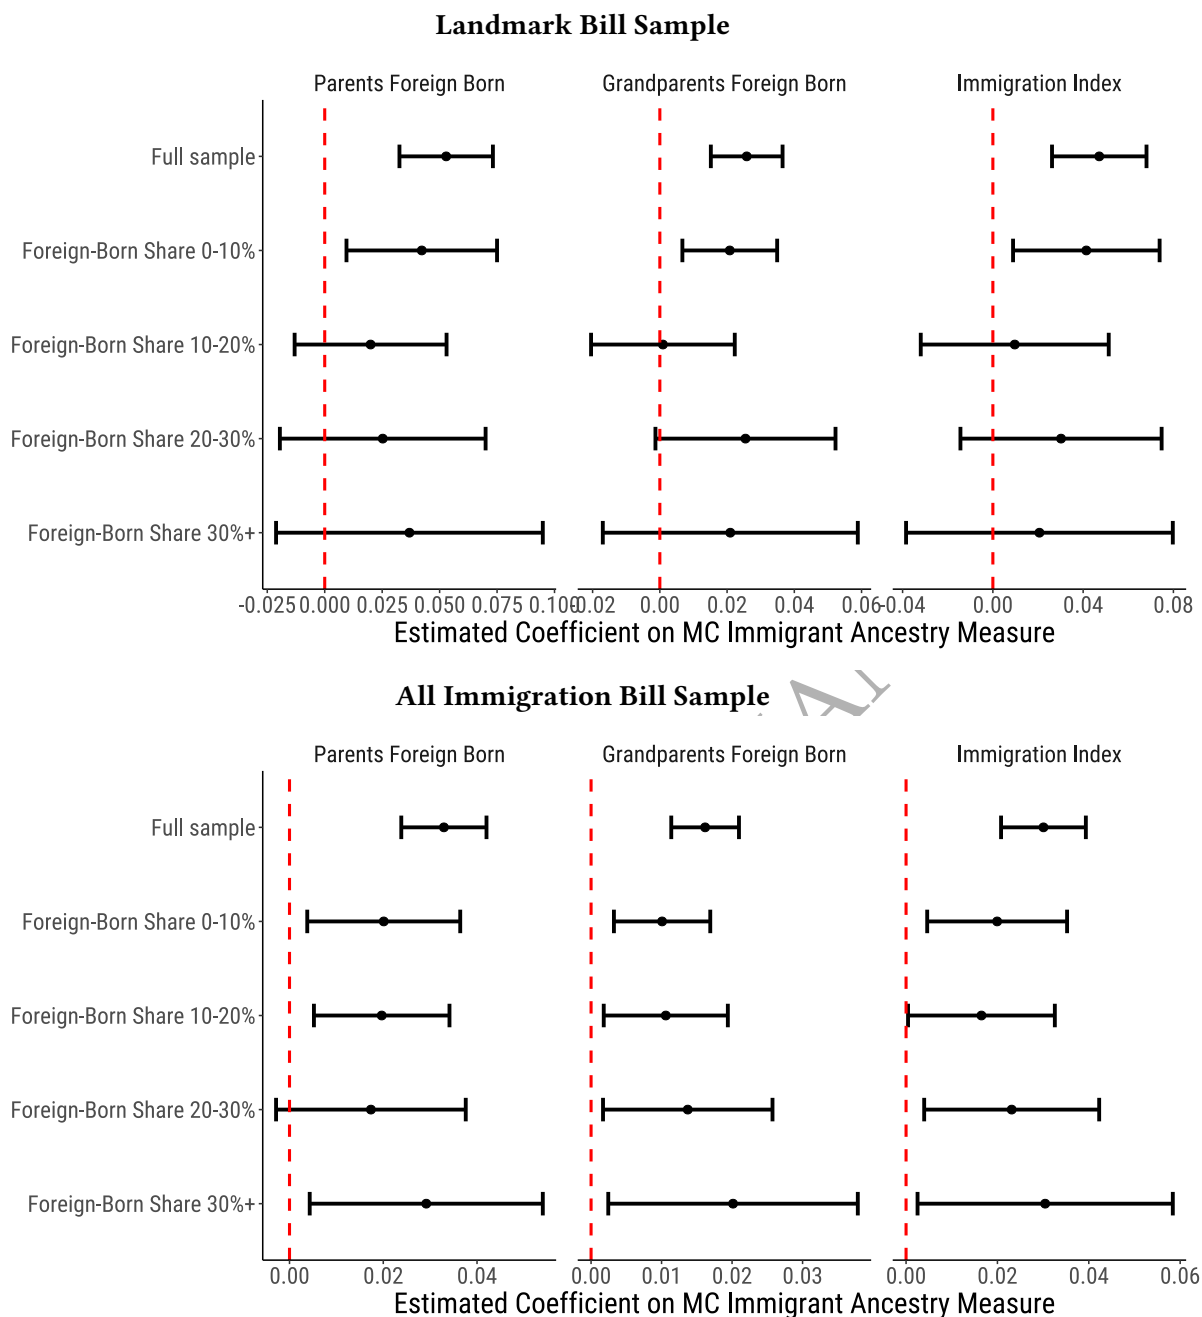 Landmark Bill Sample
Parents Foreign Born Grandparents Foreign Born Immigration Index
Full sample
Foreign-Born Share 0-10%
Foreign-Born Share 10-20%
Foreign-Born Share 20-30%
Foreign-Born Share 30%+
-0.025 0.000 0.025 0.050 0.075 0.100 -0.02 0.00 0.02 0.04 0.06 -0.04 0.00 0.04 0.08
Estimated Coefficient on MC Immigrant Ancestry Measure
All Immigration Bill Sample
Parents Foreign Born Grandparents Foreign Born Immigration Index
Full sample
Foreign-Born Share 0-10%
Foreign-Born Share 10-20%
Foreign-Born Share 20-30%
Foreign-Born Share 30%+
0.00 0.02 0.04 0.00 0.01 0.02 0.03 0.00 0.02 0.04 0.06
Estimated Coefficient on MC Immigrant Ancestry Measure